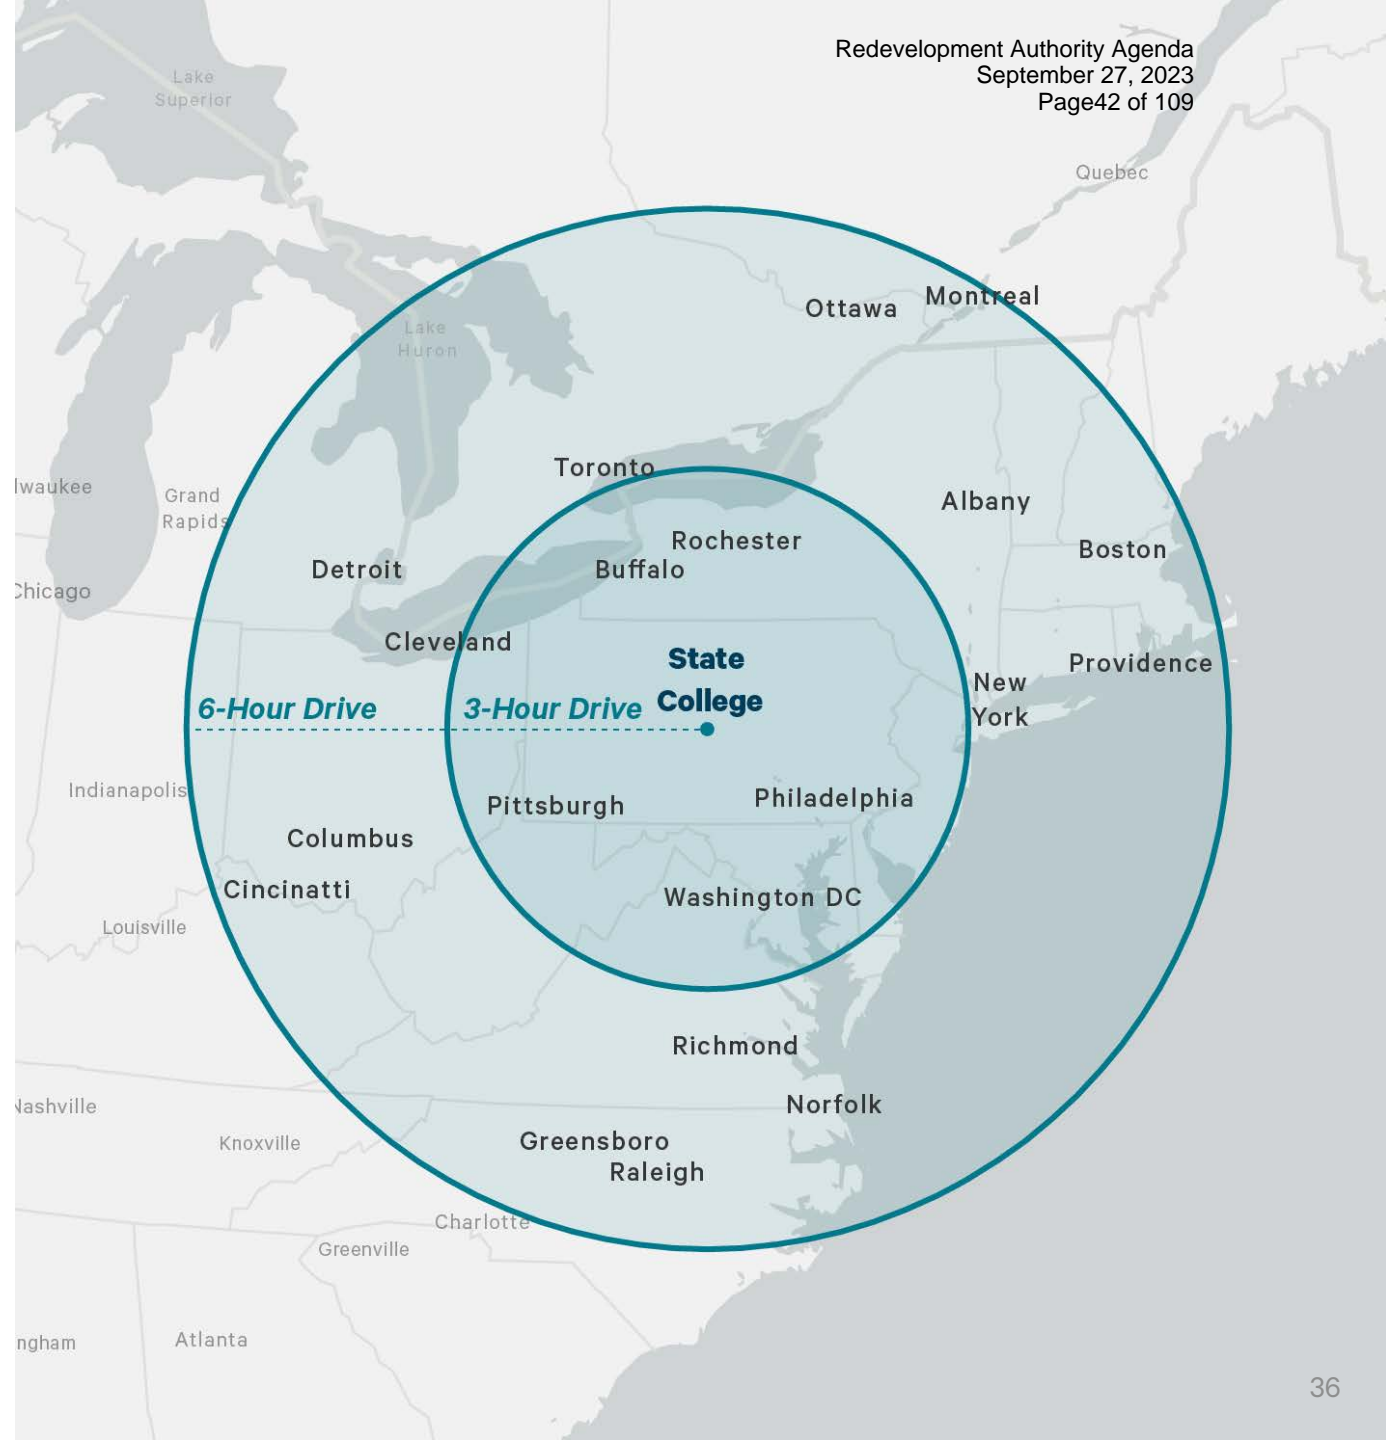 Redevelopment Authority Agenda
September 27, 2023
Page42 of 109
Lake
Superior
Quebec
Montreal
Ottawa
Lake
Huron
Toronto
lwaukee
Grand
Rapids
Albany
Rochester
Boston
Detroit
Buffalo
Chicago
Cleveland
State
College
Providence
New
York
6-Hour Drive
3-Hour Drive
Indianapolis
Pittsburgh
Philadelphia
Columbus
Cincinatti
Washington DC
Louisville
Richmond
Norfolk
Nashville
Knoxville
Greensboro
Raleigh
Charlotte
Greenville
Atlanta
ngham
36